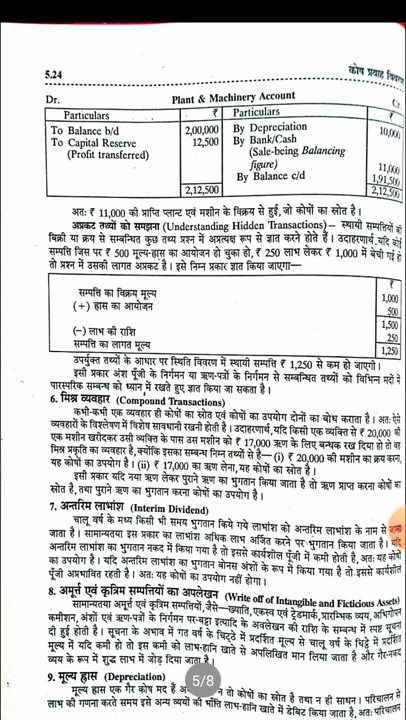 5.24
कोष प्रवाह विवरण
Dr. Plant & Machinery Account Cr.
Particulars ₹ Particulars ₹
To Balance b/d 2,00,000 By Depreciation 10,000
To Capital Reserve 12,500 By Bank/Cash
(Profit transferred) (Sale-being Balancing
figure) 11,000
By Balance c/d 1,91,500
2,12,500 2,12,500
अतः ₹ 11,000 की प्राप्ति प्लान्ट एवं मशीन के विक्रय से हुई, जो कोषों का स्रोत है।
अप्रकट तथ्यों को समझना (Understanding Hidden Transactions) – स्थायी सम्पत्तियों की
बिक्री या क्रय से सम्बन्धित कुछ तथ्य प्रश्न में अप्रत्यक्ष रूप से ज्ञात करने होते हैं। उदाहरणार्थ, यदि कोई
सम्पत्ति जिस पर ₹ 500 मूल्य-ह्रास का आयोजन हो चुका हो, ₹ 250 लाभ लेकर ₹ 1,000 में बेची गई हो
तो प्रश्न में उसकी लागत अप्रकट है। इसे निम्न प्रकार ज्ञात किया जाएगा—
₹
सम्पत्ति का विक्रय मूल्य 1,000
(+) ह्रास का आयोजन 500
1,500
(–) लाभ की राशि 250
सम्पत्ति का लागत मूल्य 1,250
उपर्युक्त तथ्यों के आधार पर स्थिति विवरण में स्थायी सम्पत्ति ₹ 1,250 से कम हो जाएगी।
इसी प्रकार अंश पूँजी के निर्गमन या ऋण-पत्रों के निर्गमन से सम्बन्धित तथ्यों को विभिन्न मदों में
पारस्परिक सम्बन्ध को ध्यान में रखते हुए ज्ञात किया जा सकता है।
6. मिश्र व्यवहार (Compound Transactions)
कभी-कभी एक व्यवहार ही कोषों का स्रोत एवं कोषों का उपयोग दोनों का बोध कराता है। अतः ऐसे
व्यवहारों के विश्लेषण में विशेष सावधानी रखनी होती है। उदाहरणार्थ, यदि किसी एक व्यक्ति से ₹ 20,000 की
एक मशीन खरीदकर उसी व्यक्ति के पास उस मशीन को ₹ 17,000 ऋण के लिए बन्धक रख दिया हो तो वह
मिश्र प्रकृति का व्यवहार है, क्योंकि इसका सम्बन्ध निम्न तथ्यों से है—(i) ₹ 20,000 की मशीन का क्रय करना,
यह कोषों का उपयोग है। (ii) ₹ 17,000 का ऋण लेना, यह कोषों का स्रोत है।
इसी प्रकार यदि नया ऋण लेकर पुराने ऋण का भुगतान किया जाता है तो ऋण प्राप्त करना कोषों का
स्रोत है, तथा पुराने ऋण का भुगतान करना कोषों का उपयोग है।
7. अन्तरिम लाभांश (Interim Dividend)
चालू वर्ष के मध्य किसी भी समय भुगतान किये गये लाभांश को अन्तरिम लाभांश के नाम से जाना
जाता है। सामान्यतया इस प्रकार का लाभांश अधिक लाभ अर्जित करने पर भुगतान किया जाता है। यदि
अन्तरिम लाभांश का भुगतान नकद में किया गया है तो इससे कार्यशील पूँजी में कमी होती है, अतः यह कोषों
का उपयोग है। यदि अन्तरिम लाभांश का भुगतान बोनस अंशों के रूप में किया गया है तो इससे कार्यशील
पूँजी अप्रभावित रहती है। अतः यह कोषों का उपयोग नहीं होगा।
8. अमूर्त्त एवं कृत्रिम सम्पत्तियों का अपलेखन (Write off of Intangible and Ficticious Assets)
सामान्यतया अमूर्त्त एवं कृत्रिम सम्पत्तियों, जैसे—ख्याति, एकस्व एवं ट्रेडमार्क, प्रारम्भिक व्यय, अभिगोपन
कमीशन, अंशों एवं ऋण-पत्रों के निर्गमन पर-बट्टा इत्यादि के अवलेखन की राशि के सम्बन्ध में स्पष्ट सूचना
दी हुई होती है। सूचना के अभाव में गत वर्ष के चिट्ठे में प्रदर्शित मूल्य से चालू वर्ष के चिट्ठे में प्रदर्शित
मूल्य में यदि कमी हो तो इस कमी को लाभ-हानि खाते से अपलिखित मान लिया जाता है और गैर-नकद
व्यय के रूप में शुद्ध लाभ में जोड़ दिया जाता है।
9. मूल्य ह्रास (Depreciation)
मूल्य ह्रास एक गैर कोष मद है न तो कोषों का स्रोत है तथा न ही साधन। परिचालन से
लाभ की गणना करते समय इसे अन्य व्ययों की भाँति लाभ-हानि खाते में डेबिट किया जाता है, अतः परिचालन
5/8